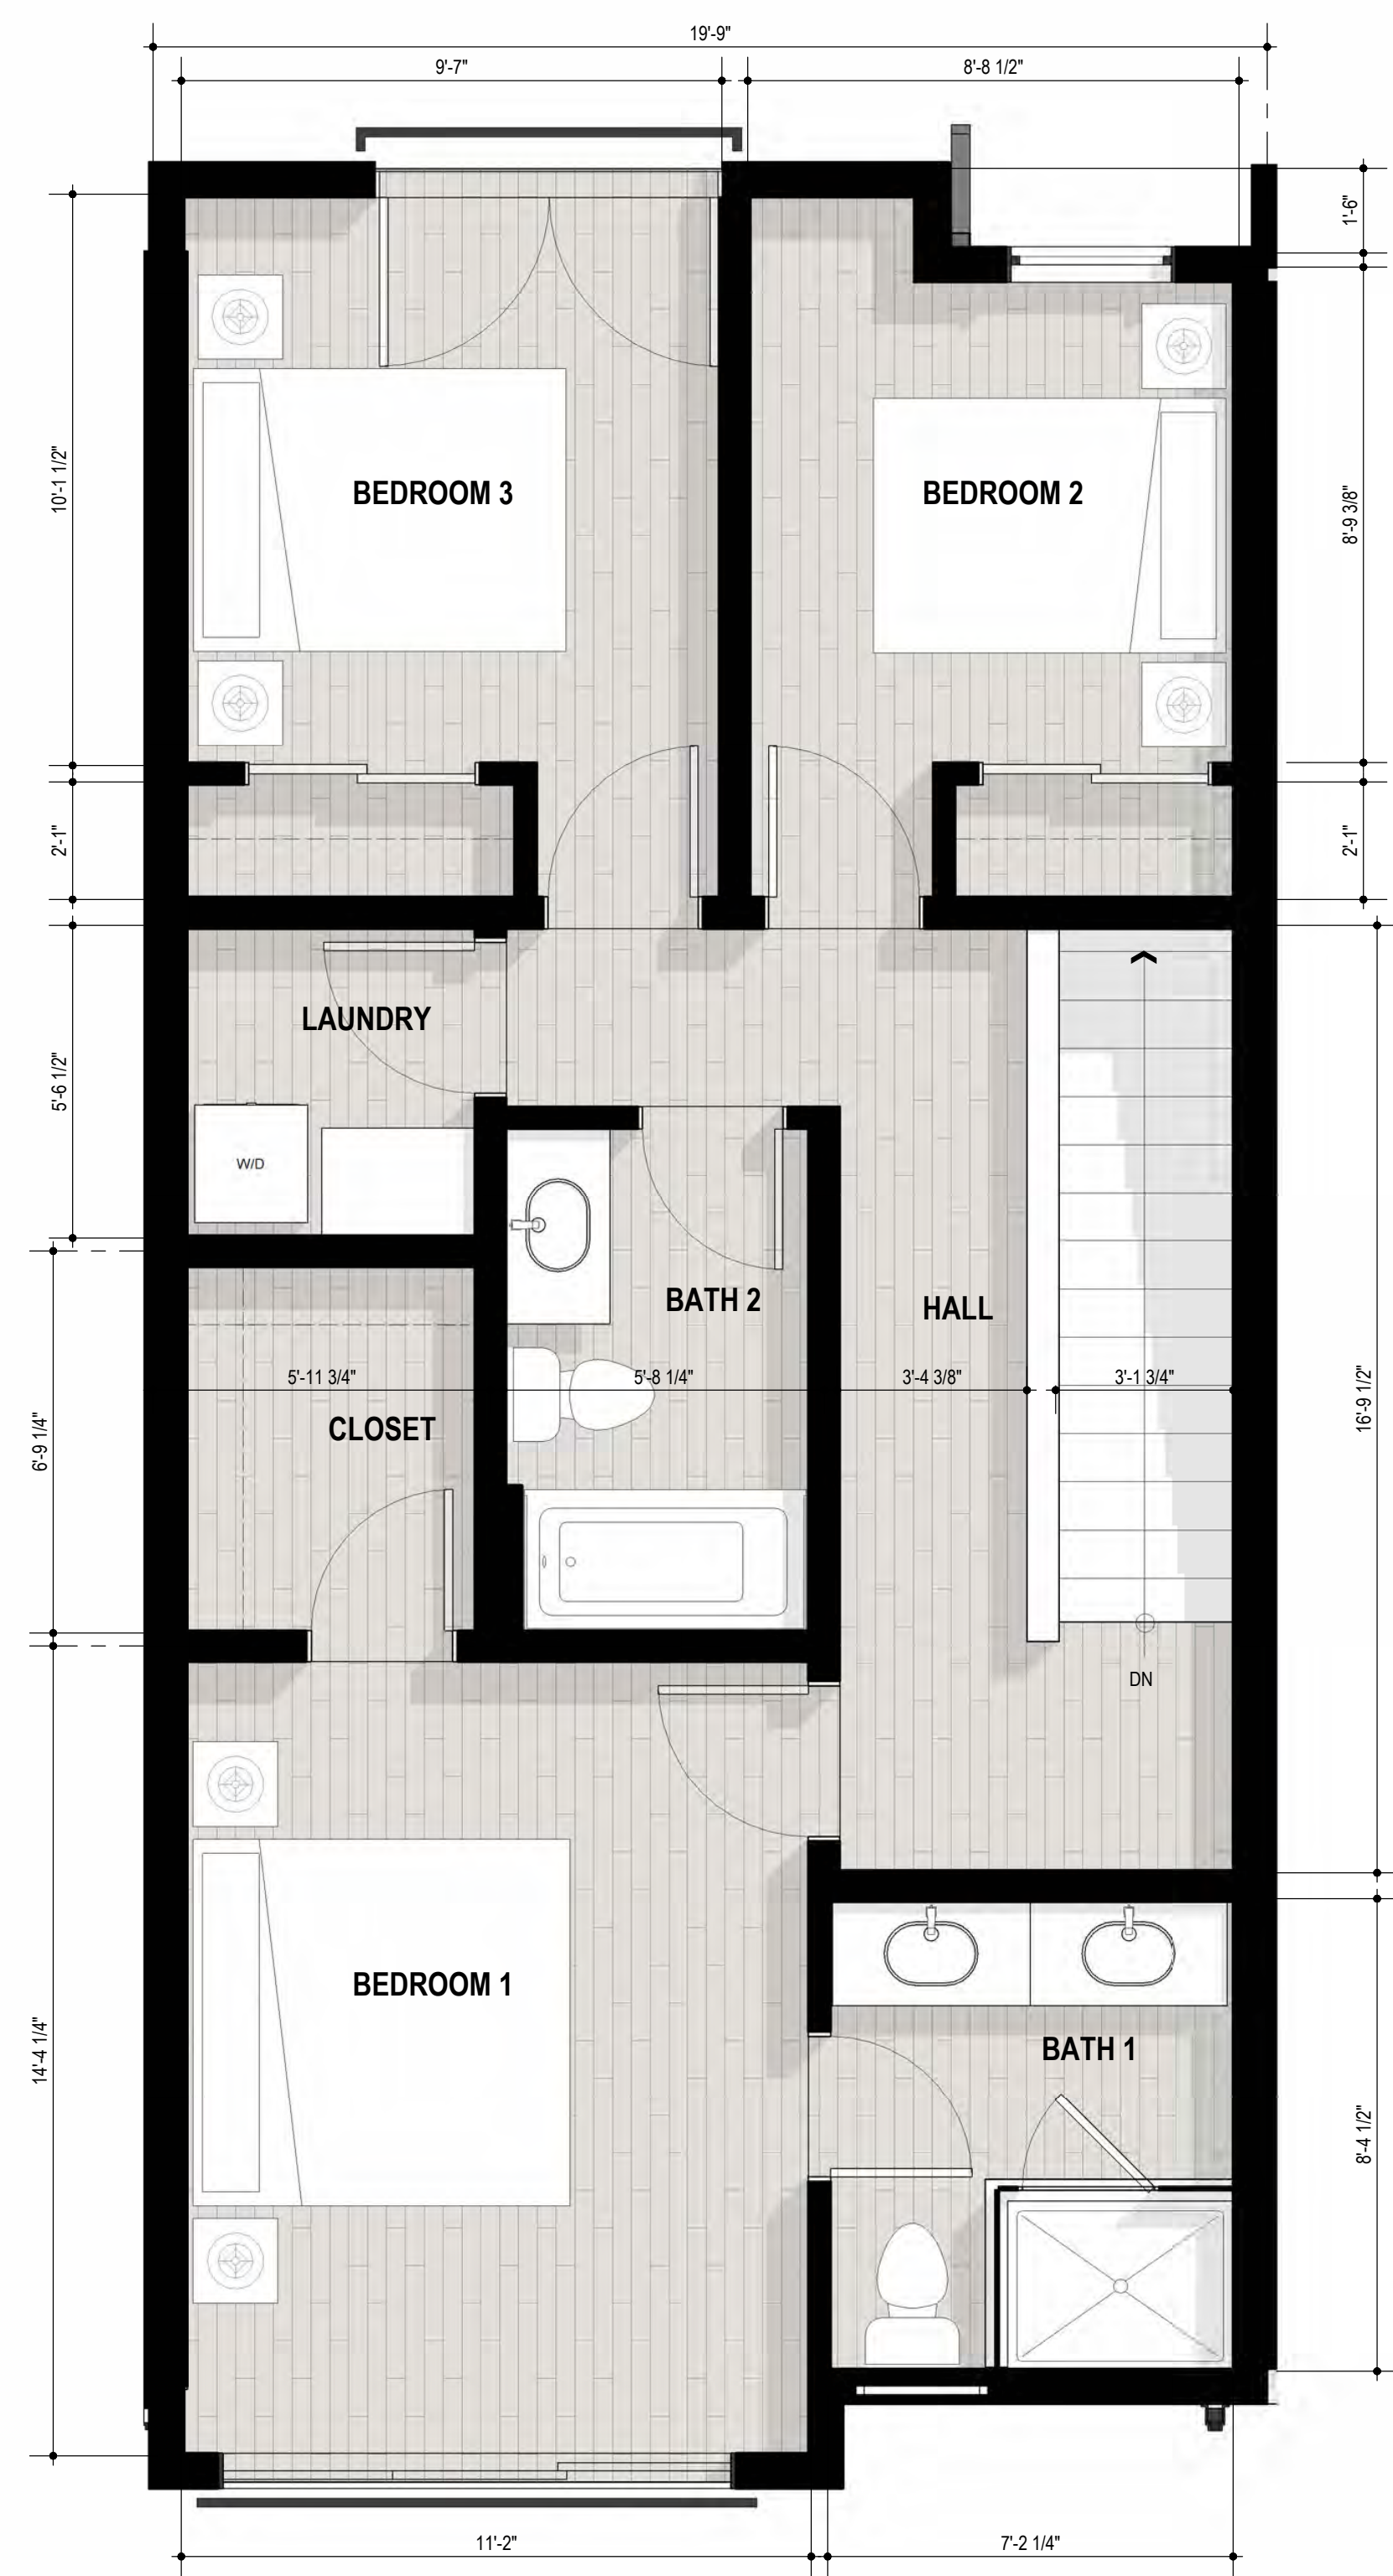 19'-9"
9'-7"
8'-8 1/2"
1'-6"
10'-1 1/2"
BEDROOM 3
BEDROOM 2
8'-9 3/8"
2'-1"
2'-1"
LAUNDRY
5'-6 1/2"
W/D
BATH 2
HALL
5'-11 3/4"
5'-8 1/4"
3'-4 3/8"
3'-1 3/4"
16'-9 1/2"
CLOSET
6'-9 1/4"
DN
BEDROOM 1
14'-4 1/4"
BATH 1
8'-4 1/2"
11'-2"
7'-2 1/4"